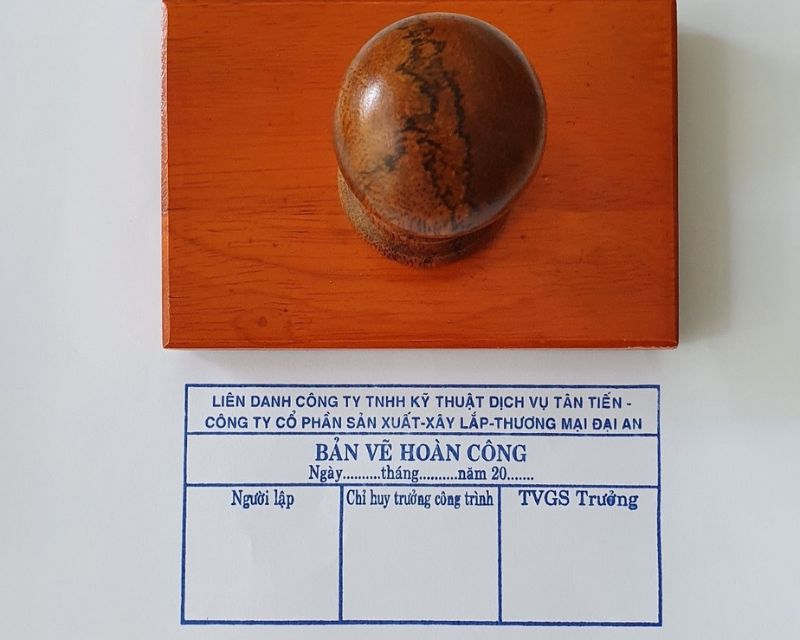 LIÊN DANH CÔNG TY TNHH KỸ THUẬT DỊCH VỤ TÂN TIẾN -
CÔNG TY CỔ PHẦN SẢN XUẤT-XÂY LẮP-THƯƠNG MẠI ĐẠI AN
BẢN VẼ HOÀN CÔNG
Ngày..........tháng..........năm 20.......
Người lập
Chỉ huy trưởng công trình
TVGS Trưởng